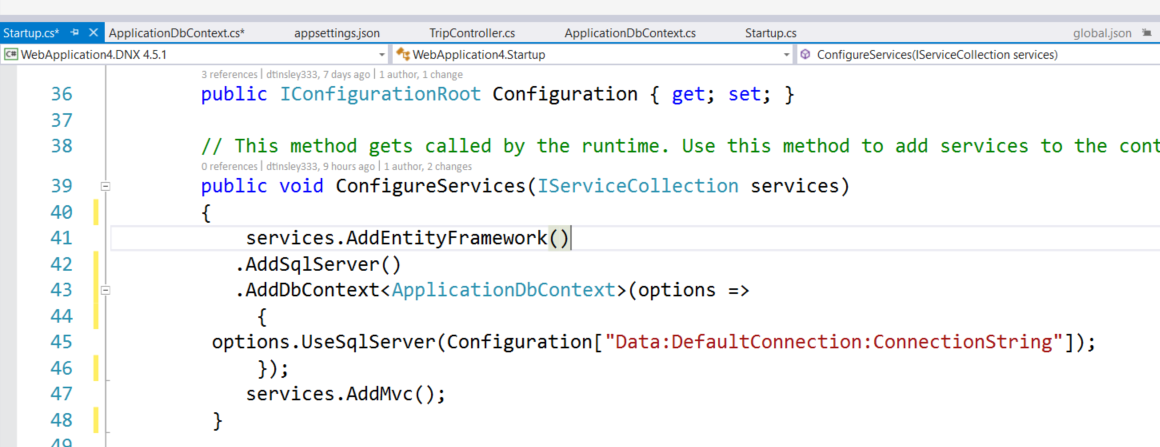 Startup.cs* ApplicationDbContext.cs* appsettings.json TripController.cs ApplicationDbContext.cs Startup.cs global.json
C# WebApplication4.DNX 4.5.1 WebApplication4.Startup ConfigureServices(IServiceCollection services)
3 references | dtinsley333, 7 days ago | 1 author, 1 change
36 public IConfigurationRoot Configuration { get; set; }
37
38 // This method gets called by the runtime. Use this method to add services to the cont
0 references | dtinsley333, 9 hours ago | 1 author, 2 changes
39 public void ConfigureServices(IServiceCollection services)
40 {
41 services.AddEntityFramework()
42 .AddSqlServer()
43 .AddDbContext<ApplicationDbContext>(options =>
44 {
45 options.UseSqlServer(Configuration["Data:DefaultConnection:ConnectionString"]);
46 });
47 services.AddMvc();
48 }
49